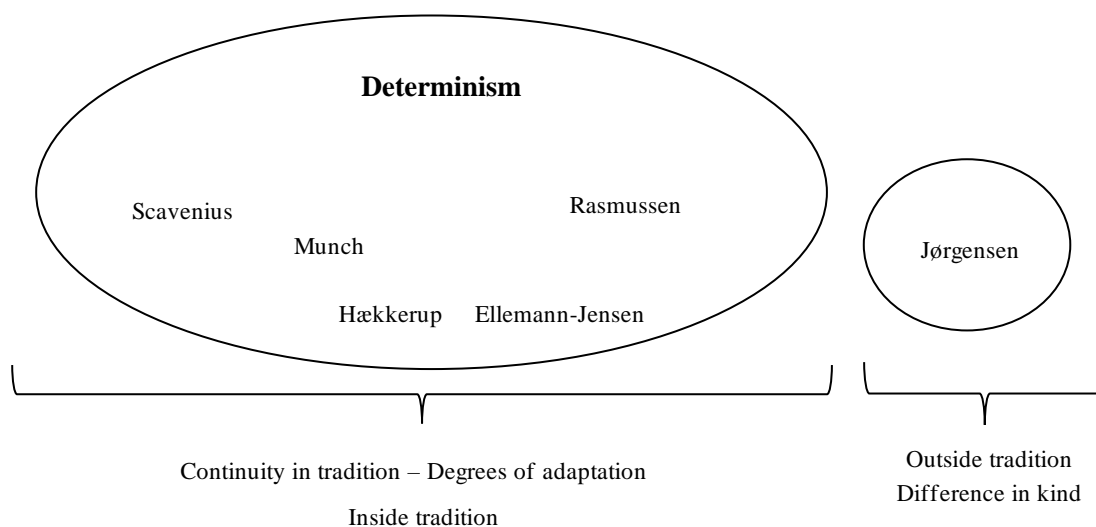 Determinism
Scavenius
Rasmussen
Munch
Jørgensen
Hækkerup
Ellemann-Jensen
Continuity in tradition – Degrees of adaptation
Inside tradition
Outside tradition
Difference in kind